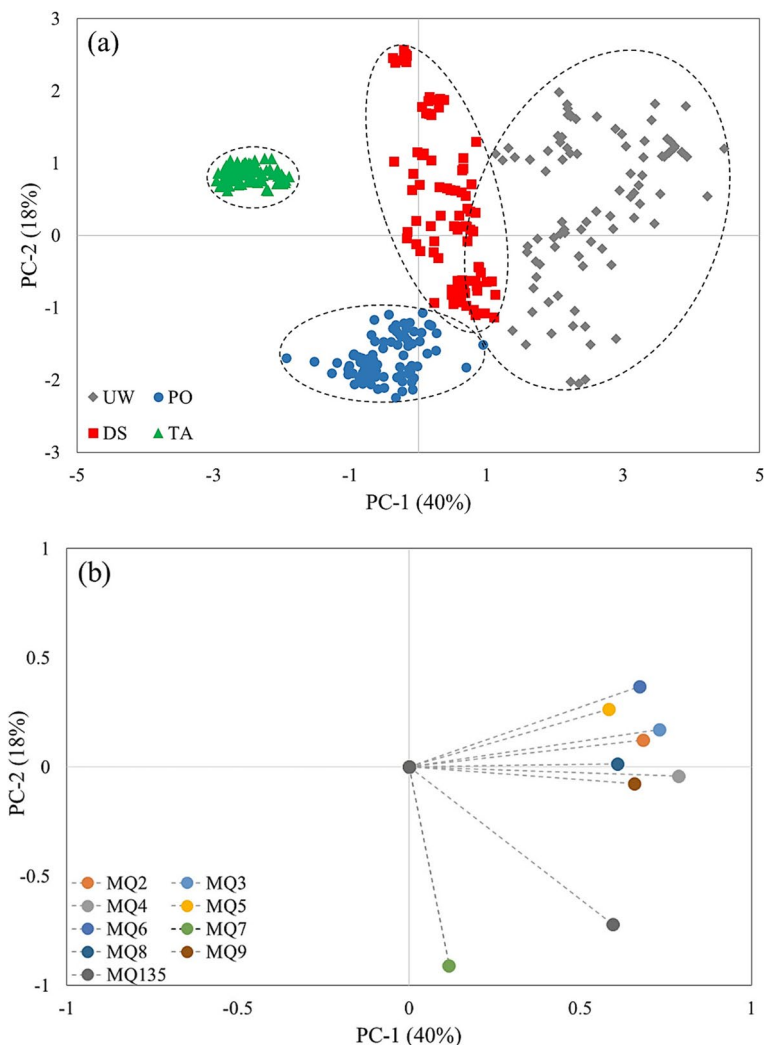 (a)
3
2
1
0
-1
-2
-3
PC-2 (18%)
UW PO
DS TA
-5 -3 -1 1 3 5
PC-1 (40%)
(b)
1
0.5
0
-0.5
-1
PC-2 (18%)
MQ2 MQ3
MQ4 MQ5
MQ6 MQ7
MQ8 MQ9
MQ135
-1 -0.5 0 0.5 1
PC-1 (40%)